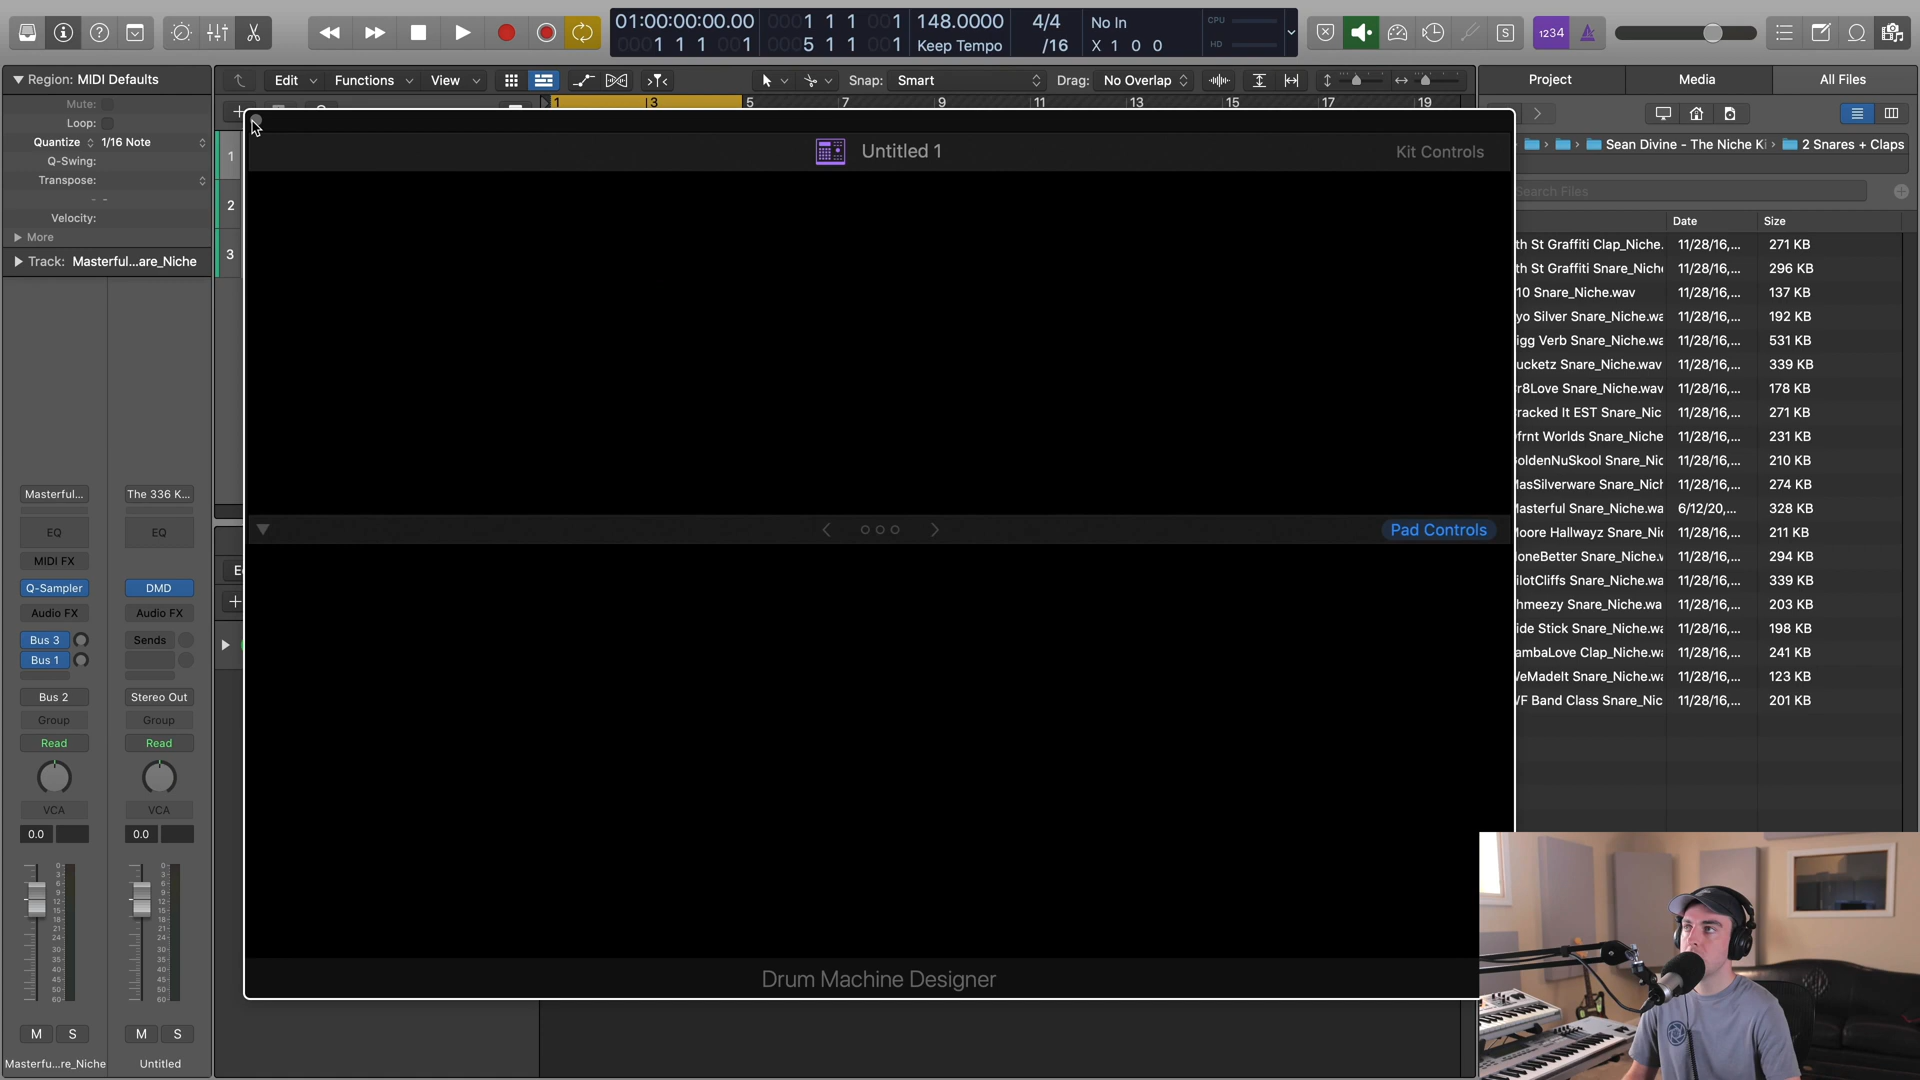 01:00:00:00.00
0001 1 1 001
148.0000
4/4
No In
CPU
0001 1 1 001
0005 1 1 001
Keep Tempo
/16
X 1 0 0
HD
S
1234
Region: MIDI Defaults
Edit
Functions
View
Snap:
Smart
Drag:
No Overlap
Project
Media
All Files
Mute:
1
3
5
7
9
11
13
15
17
19
Loop:
Quantize
1/16 Note
Sean Divine - The Niche Ki
2 Snares + Claps
Q-Swing:
1
Untitled 1
Kit Controls
Transpose:
Search Files
- -
2
Velocity:
Date
Size
More
3
Track:
Masterful...are_Niche
th St Graffiti Clap_Niche.
11/28/16,...
271 KB
th St Graffiti Snare_Nich
11/28/16,...
296 KB
10 Snare_Niche.wav
11/28/16,...
137 KB
yo Silver Snare_Niche.wa
11/28/16,...
192 KB
igg Verb Snare_Niche.wa
11/28/16,...
531 KB
ucketz Snare_Niche.wav
11/28/16,...
339 KB
r8Love Snare_Niche.wav
11/28/16,...
178 KB
racked It EST Snare_Nic
11/28/16,...
271 KB
frnt Worlds Snare_Niche
11/28/16,...
231 KB
oldenNuSkool Snare_Nic
11/28/16,...
210 KB
lasSilverware Snare_Nich
11/28/16,...
274 KB
lasterful Snare_Niche.wa
6/12/20,...
328 KB
loore Hallwayz Snare_Nic
11/28/16,...
211 KB
loneBetter Snare_Niche.w
11/28/16,...
294 KB
ilotCliffs Snare_Niche.wa
11/28/16,...
339 KB
hmeezy Snare_Niche.wa
11/28/16,...
203 KB
ide Stick Snare_Niche.wa
11/28/16,...
198 KB
ambaLove Clap_Niche.wa
11/28/16,...
241 KB
VeMadeIt Snare_Niche.wa
11/28/16,...
123 KB
VF Band Class Snare_Nic
11/28/16,...
201 KB
Masterful...
The 336 K...
EQ
EQ
Pad Controls
MIDI FX
Q-Sampler
DMD
Audio FX
Audio FX
Bus 3
Sends
Bus 1
Bus 2
Stereo Out
Group
Group
Read
Read
VCA
VCA
0.0
0.0
Drum Machine Designer
M
S
M
S
Masterfu...re_Niche
Untitled